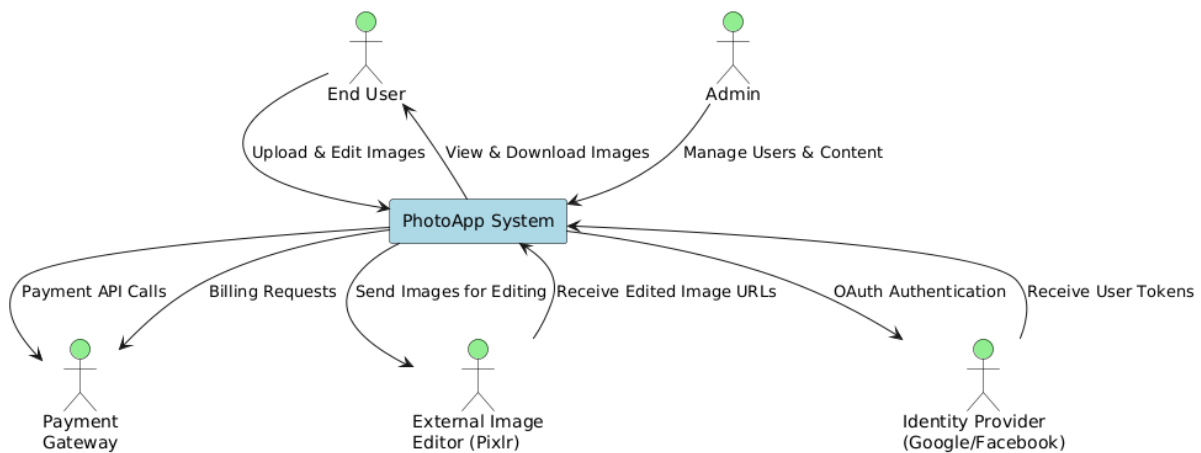 End User
Admin
Upload & Edit Images
View & Download Images
Manage Users & Content
PhotoApp System
Payment API Calls
Billing Requests
Send Images for Editing
Receive Edited Image URLs
OAuth Authentication
Receive User Tokens
Payment
Gateway
External Image
Editor (Pixlr)
Identity Provider
(Google/Facebook)